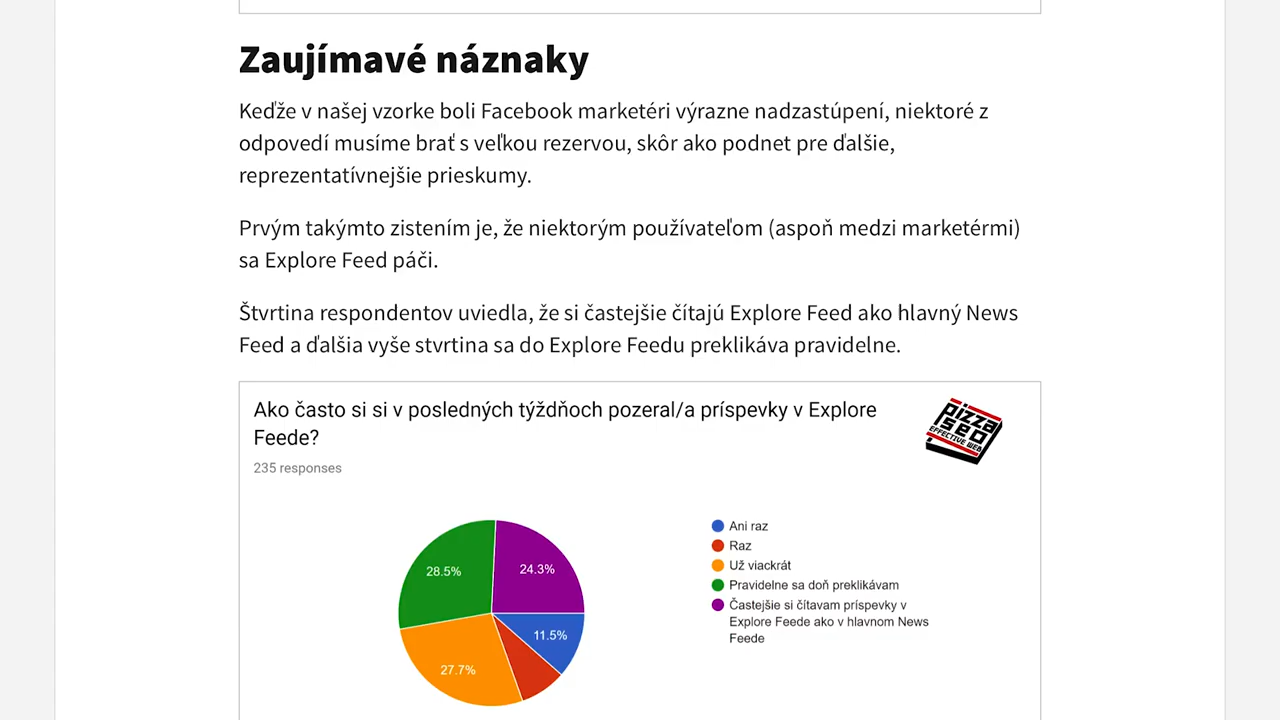 Zaujímavé náznaky
Keďže v našej vzorke boli Facebook marketéri výrazne nadzastúpení, niektoré z
odpovedí musíme brať s veľkou rezervou, skôr ako podnet pre ďalšie,
reprezentatívnejšie prieskumy.
Prvým takýmto zistením je, že niektorým používateľom (aspoň medzi marketérmi)
sa Explore Feed páči.
Štvrtina respondentov uviedla, že si častejšie čítajú Explore Feed ako hlavný News
Feed a ďalšia vyše stvrtina sa do Explore Feedu preklikáva pravidelne.
Ako často si si v posledných týždňoch pozeral/a príspevky v Explore
Feede?
235 responses
pizza
seo
EFFECTIVE WEB
28.5%
24.3%
11.5%
27.7%
Ani raz
Raz
Už viackrát
Pravidelne sa doň preklikávam
Častejšie si čítavam príspevky v
Explore Feede ako v hlavnom News
Feede